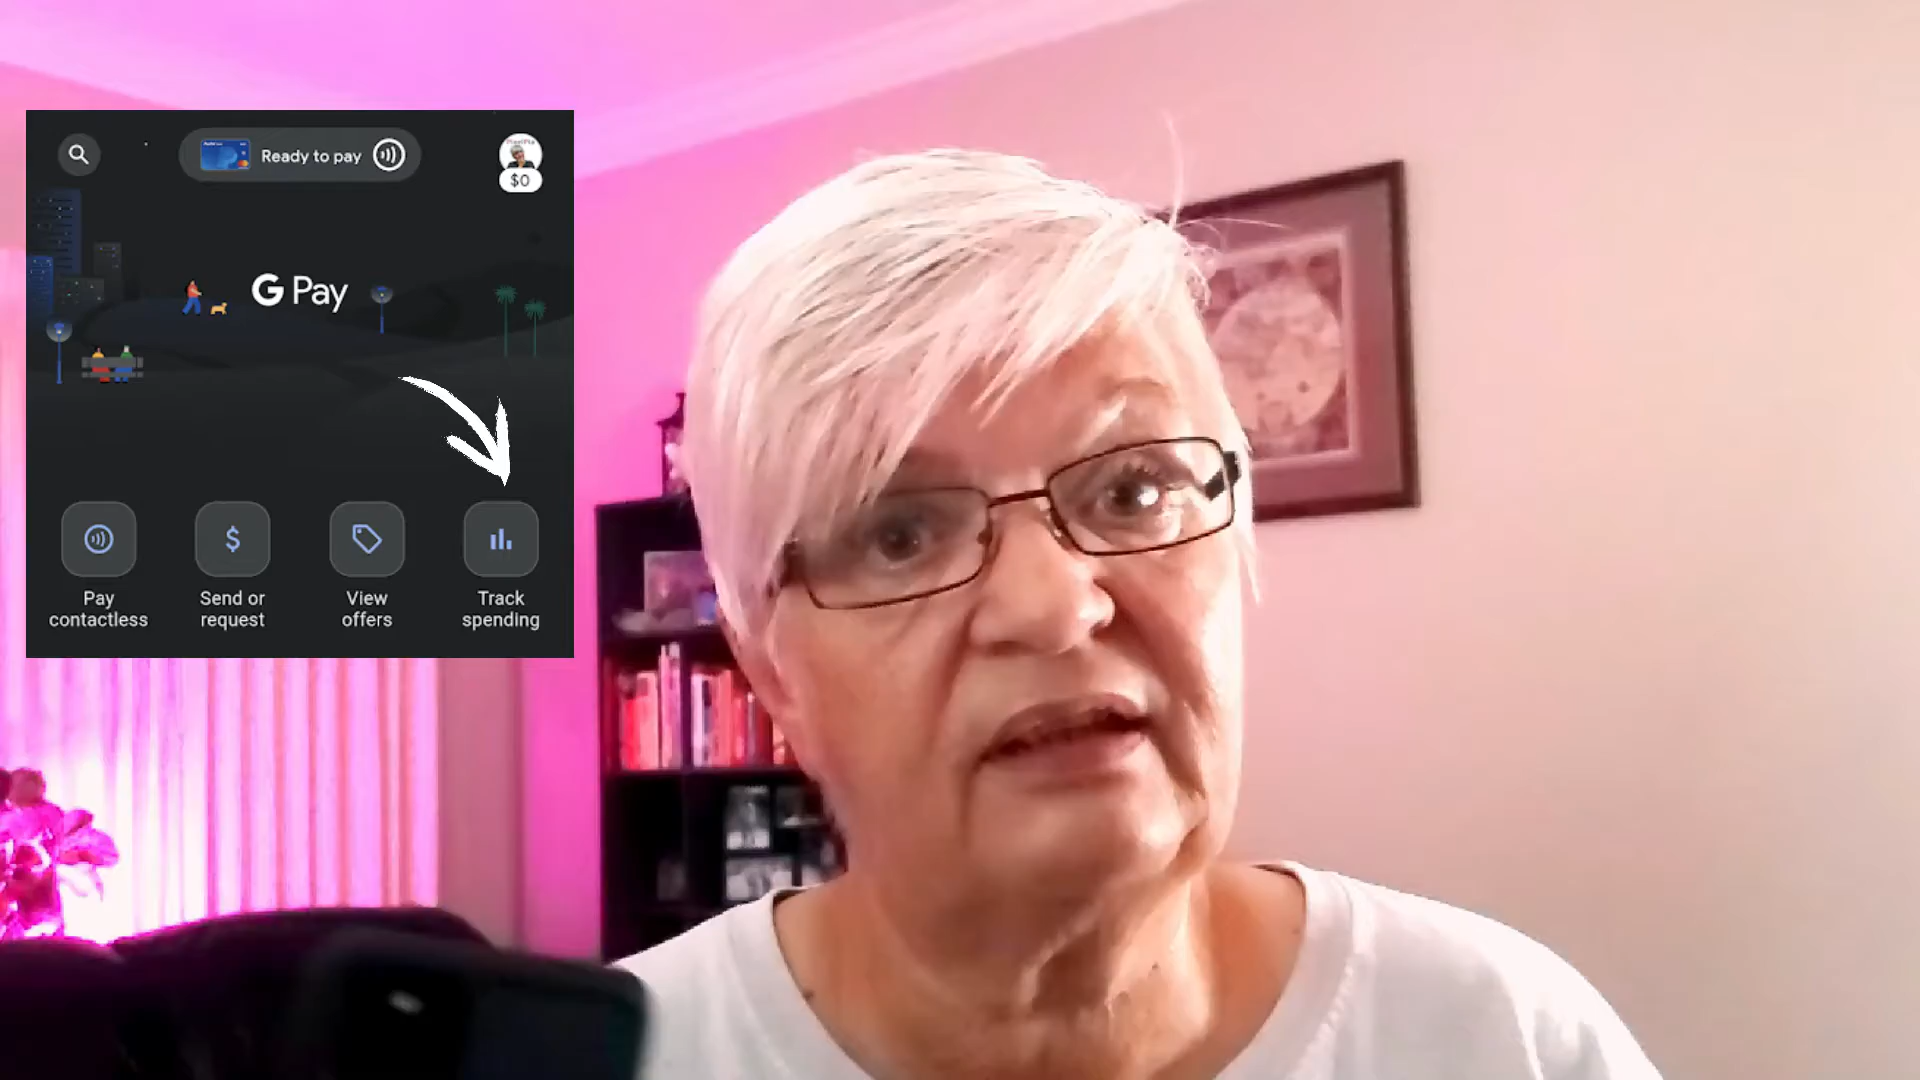 Ready to pay
$0
G Pay
Pay
contactless
Send or
request
View
offers
Track
spending